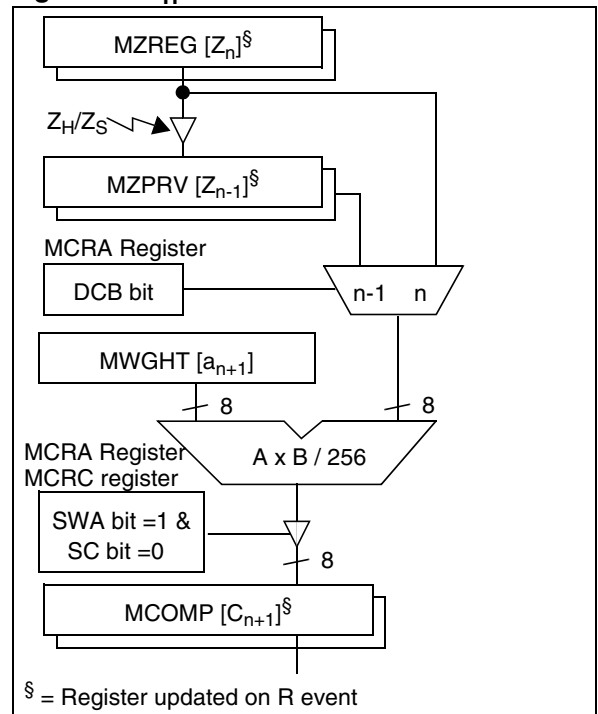 MZREG [Zn]§
ZH/ZS
MZPRV [Zn-1]§
MCRA Register
DCB bit
n-1 n
MWGHT [an+1]
8
8
MCRA Register
MCRC register
A x B / 256
SWA bit =1 &
SC bit =0
8
MCOMP [Cn+1]§
§ = Register updated on R event